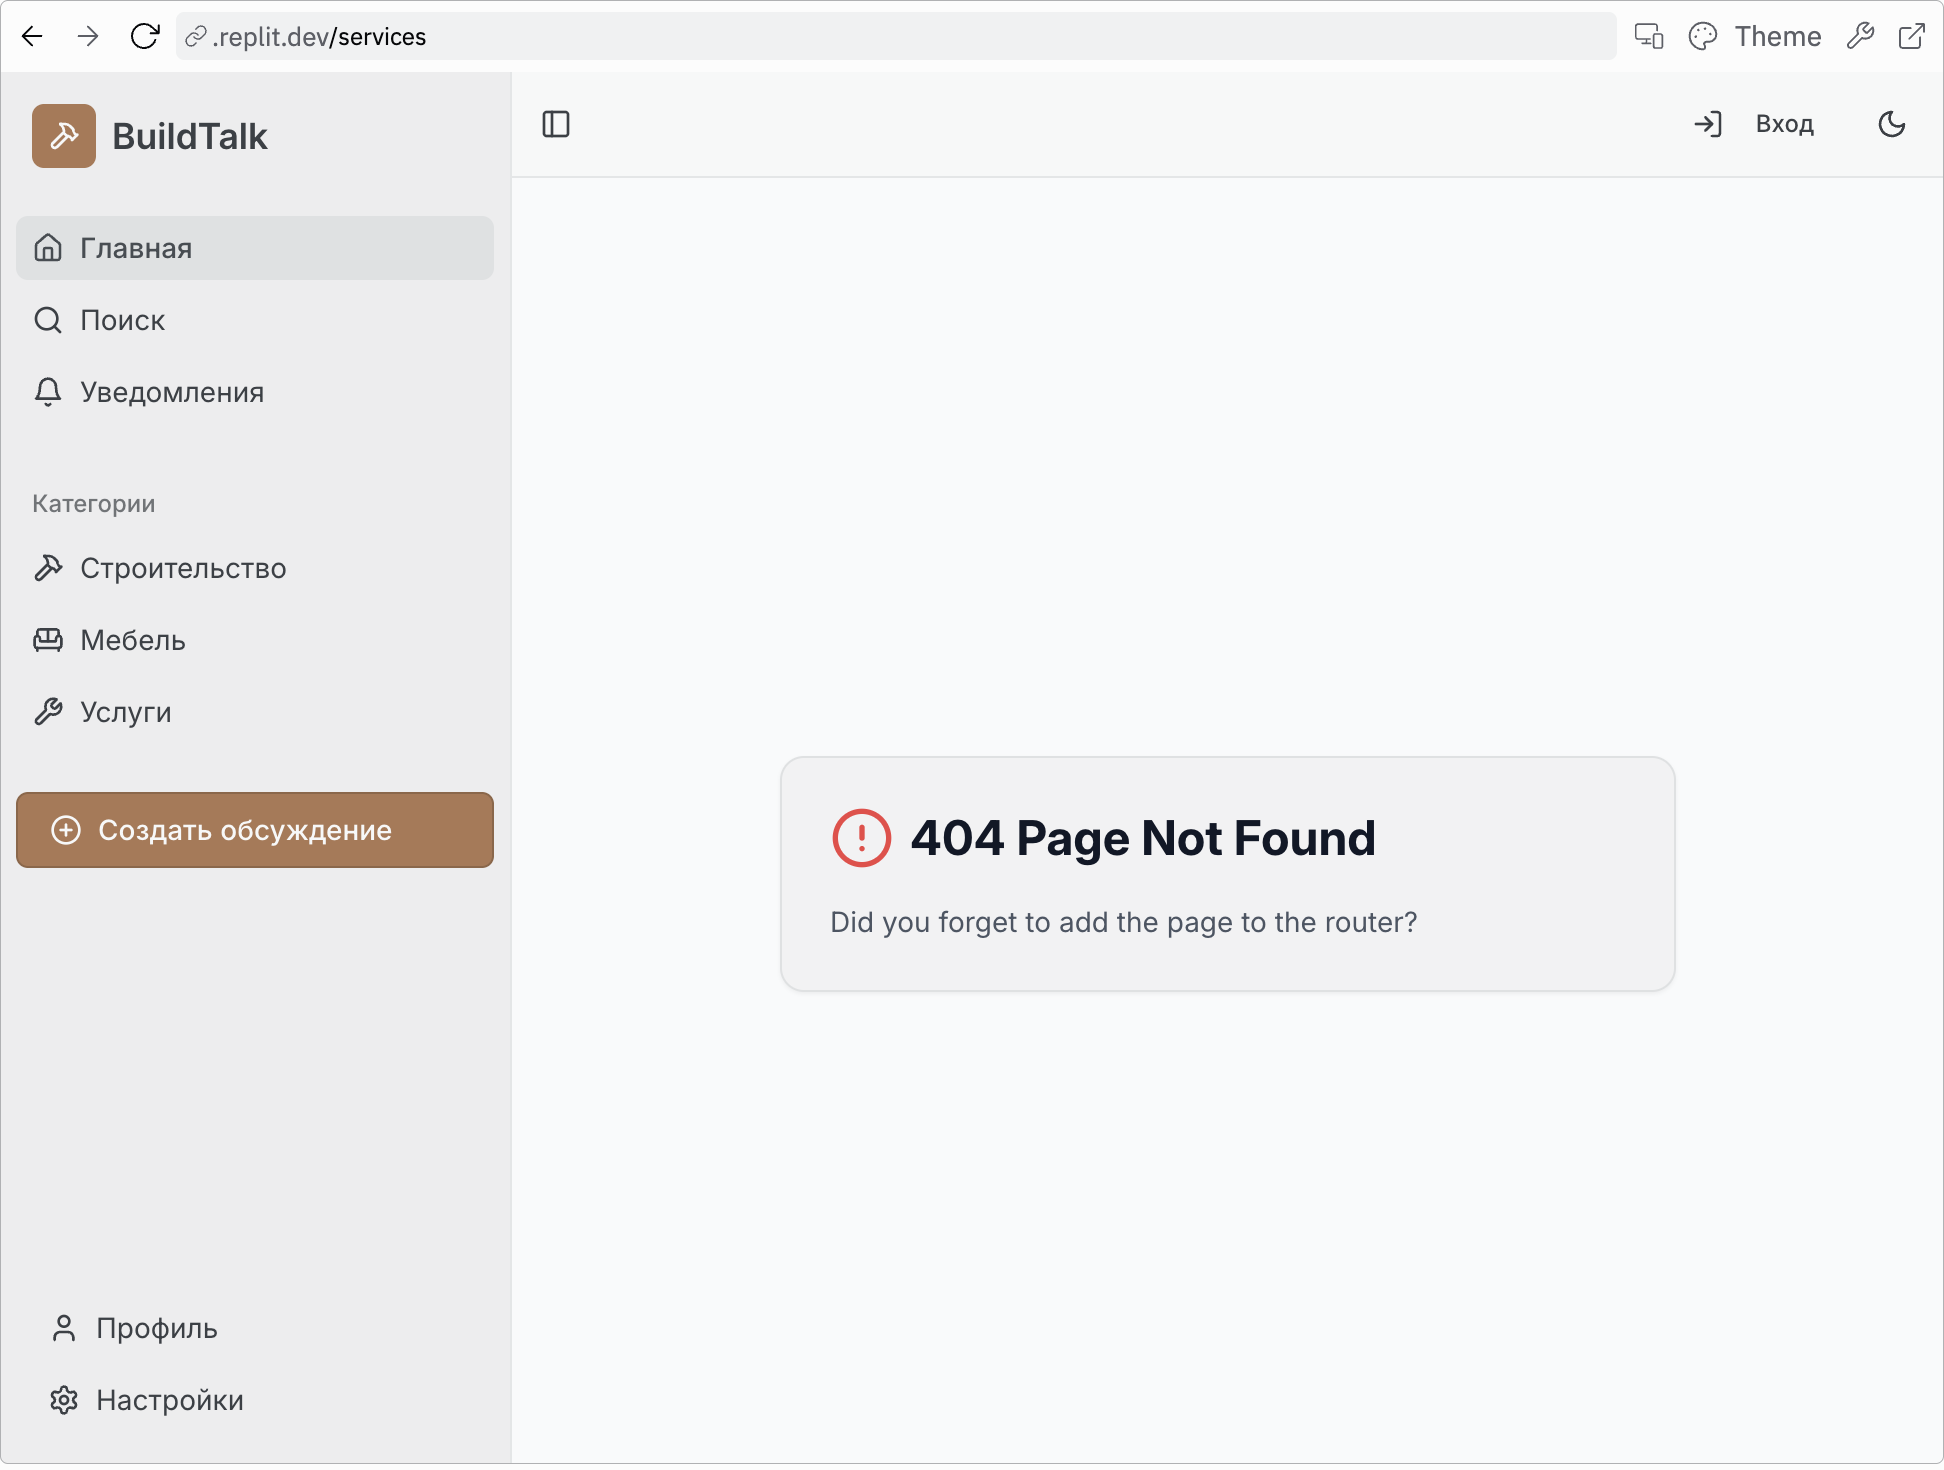 .replit.dev/services
Theme
BuildTalk
Вход
Главная
Поиск
Уведомления
Категории
Строительство
Мебель
Услуги
Создать обсуждение
404 Page Not Found
Did you forget to add the page to the router?
Профиль
Настройки